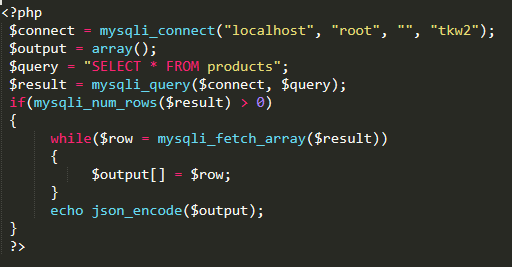 <?php
$connect = mysqli_connect("localhost", "root", "", "tkw2");
$output = array();
$query = "SELECT * FROM products";
$result = mysqli_query($connect, $query);
if(mysqli_num_rows($result) > 0)
{
while($row = mysqli_fetch_array($result))
{
$output[] = $row;
}
echo json_encode($output);
}
?>